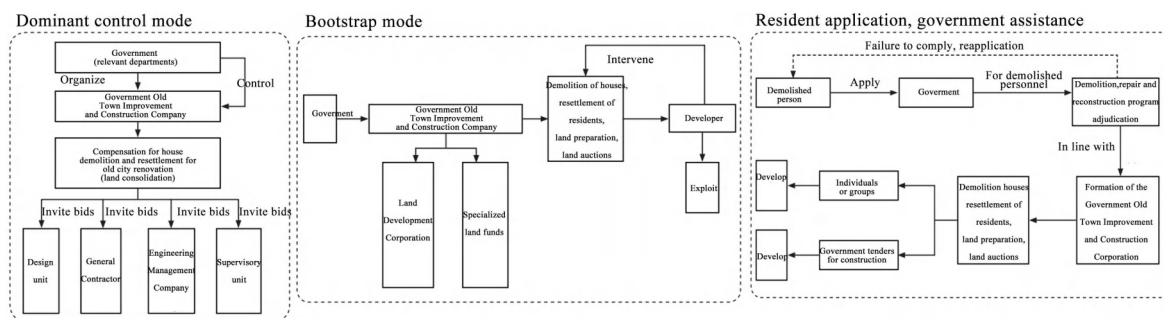 Dominant control mode
Government
(relevant departments)
Organize
Control
Government Old
Town Improvement
and Construction Company
Compensation for house
demolition and resettlement for
old city renovation
(land consolidation)
Invite bids
Invite bids
Invite bids
Invite bids
Design
unit
General
Contractor
Engineering
Management
Company
Supervisory
unit
Bootstrap mode
Intervene
Goverment
Government Old Town Improvement
and Construction Company
Demolition of houses,
resettlement of
residents,
land preparation,
land auctions
Developer
Land
Development
Corporation
Specialized
land funds
Exploit
Resident application, government assistance
Failure to comply, reapplication
Demolished
person
Apply
Goverment
For demolished
personnel
Demolition,repair and
reconstruction program
adjudication
In line with
Develop
Individuals
or groups
Demolition houses
resettlement of
residents,
land preparation,
land auctions
Formation of the
Government Old
Town Improvement
and Construction
Corporation
Develop
Government tenders
for construction